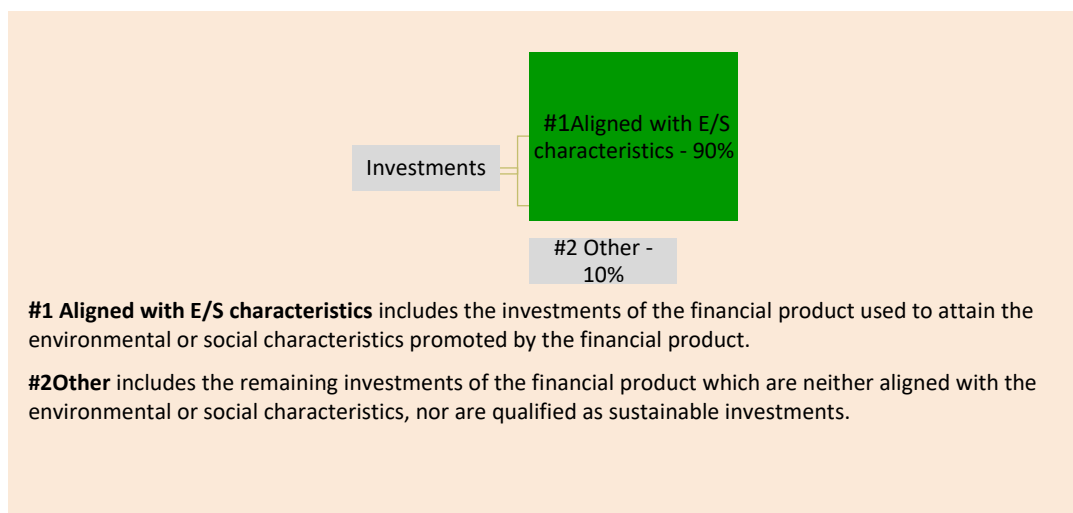 #1Aligned with E/S
characteristics - 90%
Investments
#2 Other -
10%
#1 Aligned with E/S characteristics includes the investments of the financial product used to attain the
environmental or social characteristics promoted by the financial product.
#2Other includes the remaining investments of the financial product which are neither aligned with the
environmental or social characteristics, nor are qualified as sustainable investments.